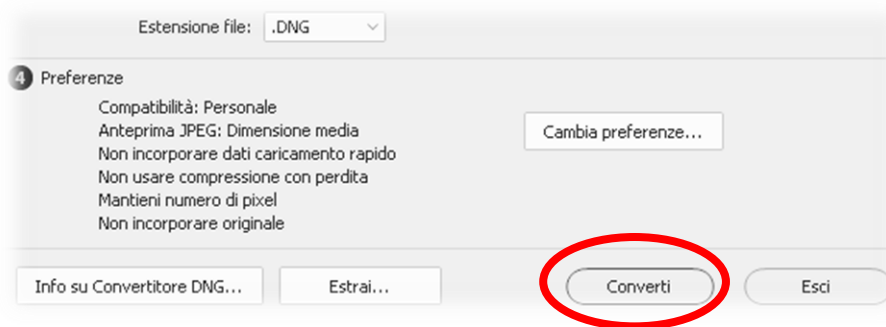 Estensione file: .DNG
4 Preferenze
Compatibilità: Personale
Anteprima JPEG: Dimensione media
Non incorporare dati caricamento rapido
Non usare compressione con perdita
Mantieni numero di pixel
Non incorporare originale
Cambia preferenze...
Info su Convertitore DNG... Estrai... Converti Esci